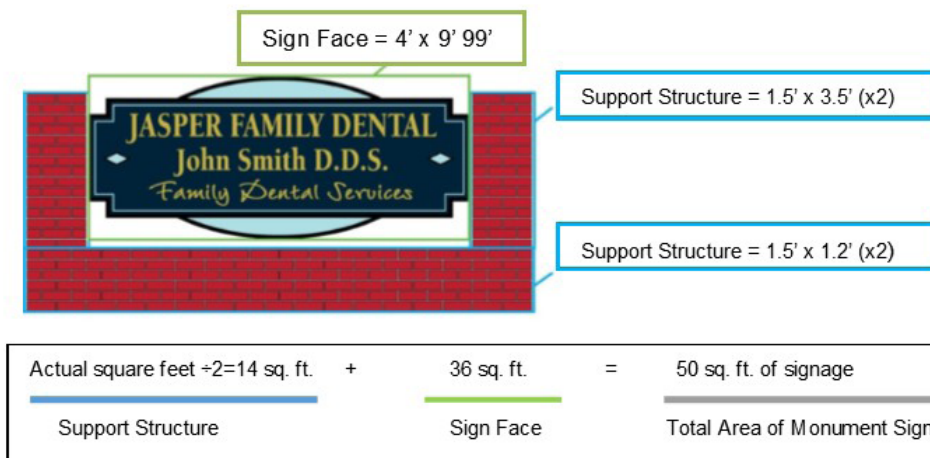 Sign Face = 4’ x 9’ 99’
Support Structure = 1.5’ x 3.5’ (x2)
JASPER FAMILY DENTAL
John Smith D.D.S.
Family Dental Services
Support Structure = 1.5’ x 1.2’ (x2)
Actual square feet ÷2=14 sq. ft. + 36 sq. ft. = 50 sq. ft. of signage
Support Structure Sign Face Total Area of Monument Sign